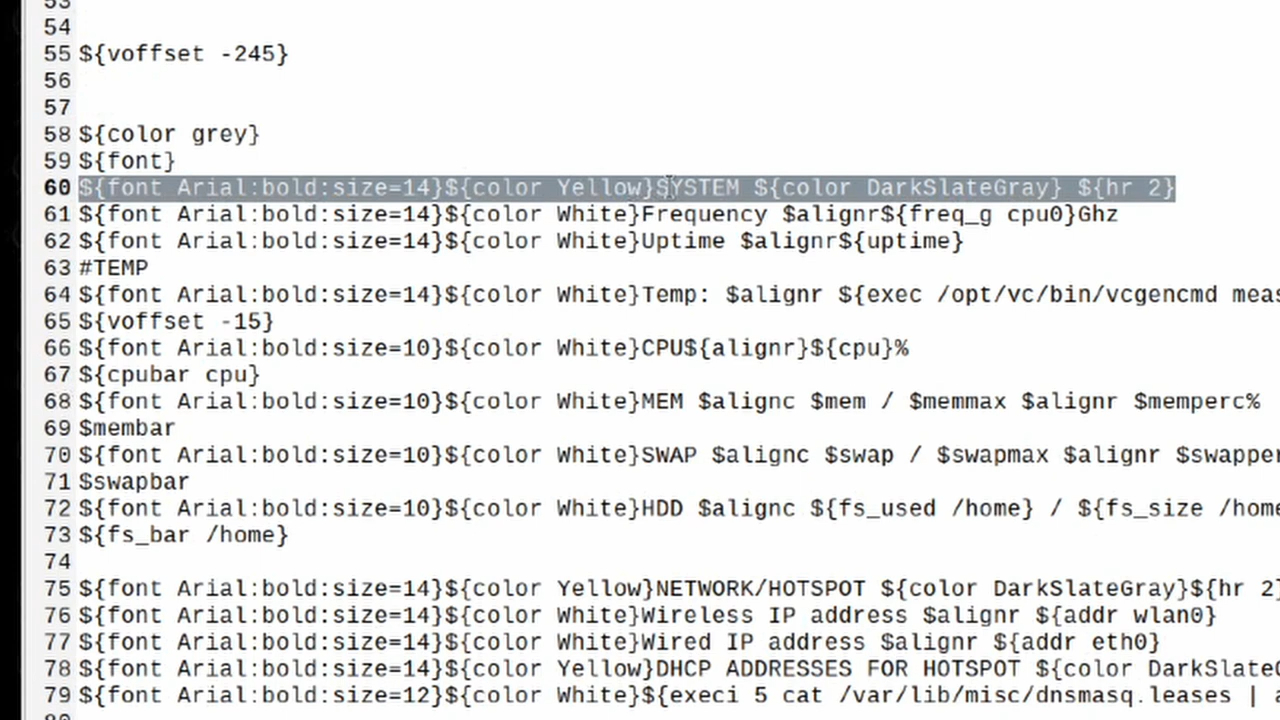 53
54
55 ${voffset -245}
56
57
58 ${color grey}
59 ${font}
60 ${font Arial:bold:size=14}${color Yellow}SYSTEM ${color DarkSlateGray} ${hr 2}
61 ${font Arial:bold:size=14}${color White}Frequency $alignr${freq_g cpu0}Ghz
62 ${font Arial:bold:size=14}${color White}Uptime $alignr${uptime}
63 #TEMP
64 ${font Arial:bold:size=14}${color White}Temp: $alignr ${exec /opt/vc/bin/vcgencmd meas
65 ${voffset -15}
66 ${font Arial:bold:size=10}${color White}CPU${alignr}${cpu}%
67 ${cpubar cpu}
68 ${font Arial:bold:size=10}${color White}MEM $alignc $mem / $memmax $alignr $memperc%
69 $membar
70 ${font Arial:bold:size=10}${color White}SWAP $alignc $swap / $swapmax $alignr $swapper
71 $swapbar
72 ${font Arial:bold:size=10}${color White}HDD $alignc ${fs_used /home} / ${fs_size /home
73 ${fs_bar /home}
74
75 ${font Arial:bold:size=14}${color Yellow}NETWORK/HOTSPOT ${color DarkSlateGray}${hr 2}
76 ${font Arial:bold:size=14}${color White}Wireless IP address $alignr ${addr wlan0}
77 ${font Arial:bold:size=14}${color White}Wired IP address $alignr ${addr eth0}
78 ${font Arial:bold:size=14}${color Yellow}DHCP ADDRESSES FOR HOTSPOT ${color DarkSlateG
79 ${font Arial:bold:size=12}${color White}${execi 5 cat /var/lib/misc/dnsmasq.leases | a
80